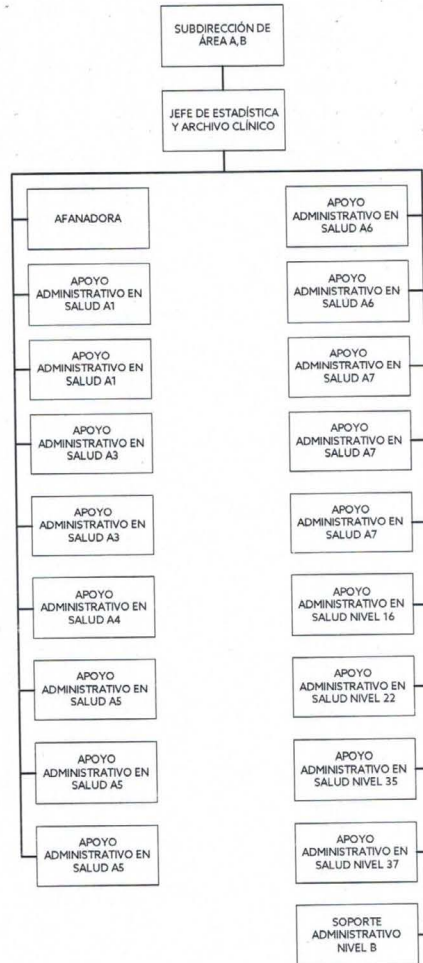 SUBDIRECCIÓN DE
ÁREA A,B
JEFE DE ESTADÍSTICA
Y ARCHIVO CLÍNICO
AFANADORA
APOYO
ADMINISTRATIVO EN
SALUD A1
APOYO
ADMINISTRATIVO EN
SALUD A1
APOYO
ADMINISTRATIVO EN
SALUD A3
APOYO
ADMINISTRATIVO EN
SALUD A3
APOYO
ADMINISTRATIVO EN
SALUD A4
APOYO
ADMINISTRATIVO EN
SALUD A5
APOYO
ADMINISTRATIVO EN
SALUD A5
APOYO
ADMINISTRATIVO EN
SALUD A5
APOYO
ADMINISTRATIVO EN
SALUD A6
APOYO
ADMINISTRATIVO EN
SALUD A6
APOYO
ADMINISTRATIVO EN
SALUD A7
APOYO
ADMINISTRATIVO EN
SALUD A7
APOYO
ADMINISTRATIVO EN
SALUD A7
APOYO
ADMINISTRATIVO EN
SALUD NIVEL 16
APOYO
ADMINISTRATIVO EN
SALUD NIVEL 22
APOYO
ADMINISTRATIVO EN
SALUD NIVEL 35
APOYO
ADMINISTRATIVO EN
SALUD NIVEL 37
SOPORTE
ADMINISTRATIVO
NIVEL B